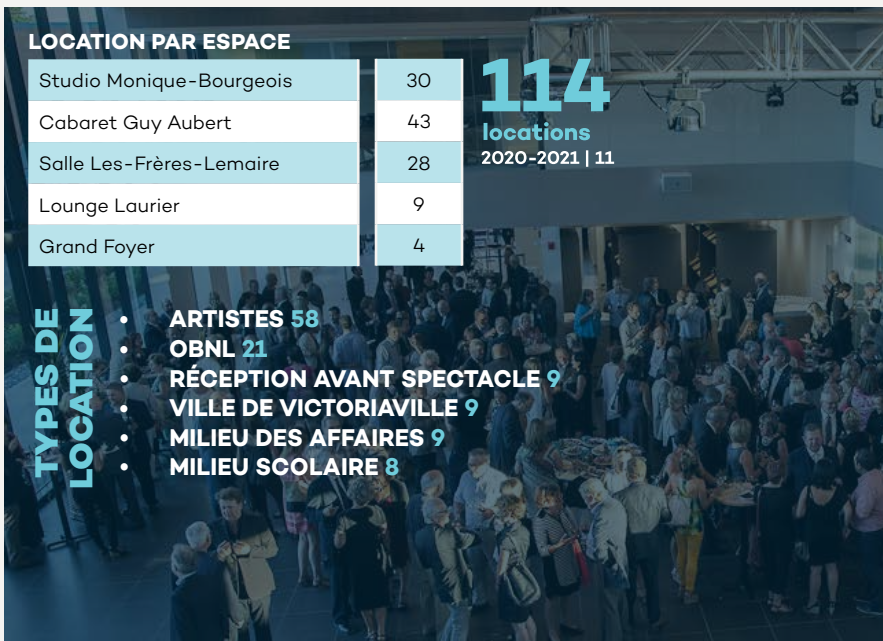 LOCATION PAR ESPACE
Studio Monique-Bourgeois 30
Cabaret Guy Aubert 43
Salle Les-Frères-Lemaire 28
Lounge Laurier 9
Grand Foyer 4
114
locations
2020-2021 | 11
TYPES DE
LOCATION
• ARTISTES 58
• OBNL 21
• RÉCEPTION AVANT SPECTACLE 9
• VILLE DE VICTORIAVILLE 9
• MILIEU DES AFFAIRES 9
• MILIEU SCOLAIRE 8